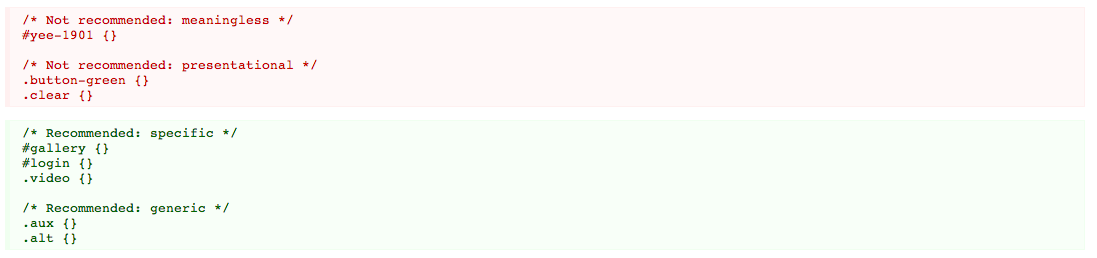 /* Not recommended: meaningless */
#yee-1901 {}
/* Not recommended: presentational */
.button-green {}
.clear {}
/* Recommended: specific */
#gallery {}
#login {}
.video {}
/* Recommended: generic */
.aux {}
.alt {}